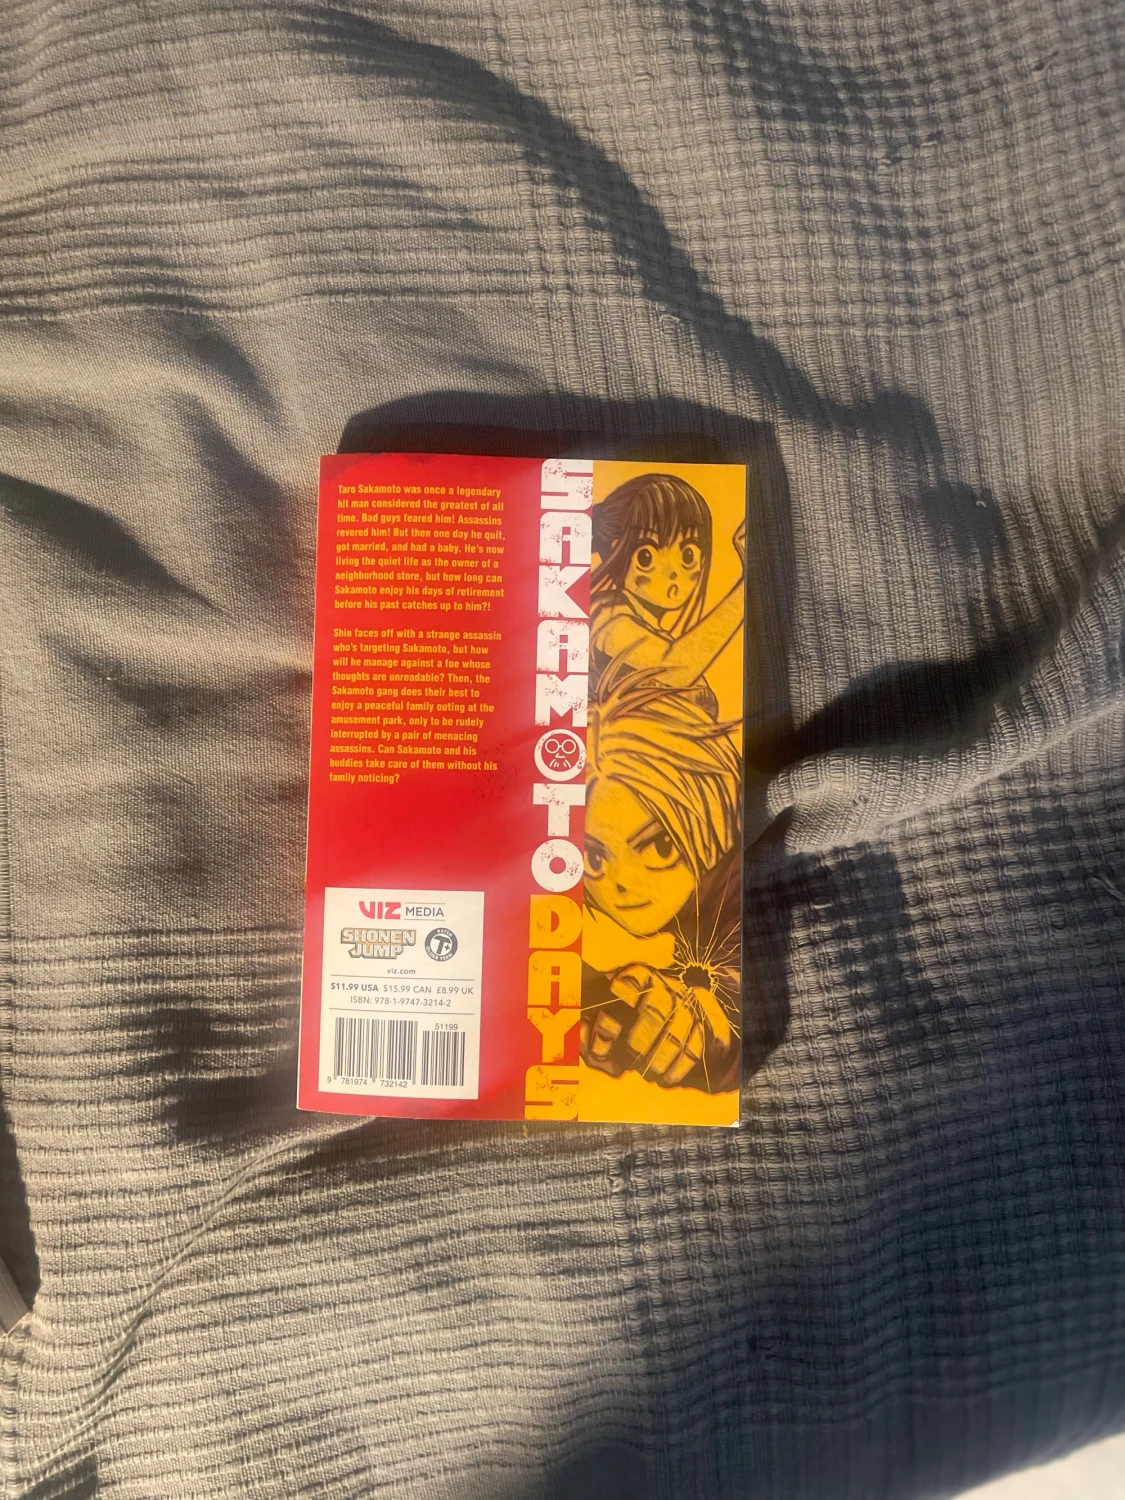 Taro Sakamoto was once a legendary
hit man considered the greatest of all
time. Bad guys feared him! Assassins
revered him! But then one day he quit,
got married, and had a baby. He's now
living the quiet life as the owner of a
neighborhood store, but how long can
Sakamoto enjoy his days of retirement
before his past catches up to him?!
Shin faces off with a strange assassin
who's targeting Sakamoto, but how
will he manage against a foe whose
thoughts are unreadable? Then, the
Sakamoto gang does their best to
enjoy a peaceful family outing at the
amusement park, only to be rudely
interrupted by a pair of menacing
assassins. Can Sakamoto and his
buddies take care of them without his
family noticing?
SAKAMOTO DAYS
VIZ MEDIA
SHONEN
JUMP
RATED
T+
viz.com
$11.99 USA $15.99 CAN £8.99 UK
ISBN: 978-1-9747-3214-2
51199
9 781974 732142